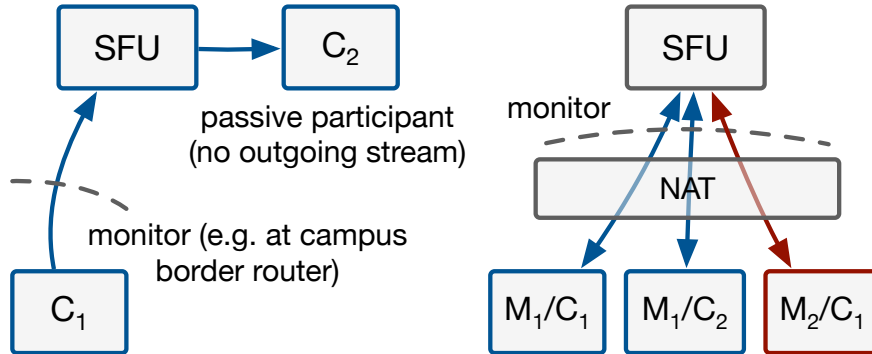 SFU
C2
passive participant
(no outgoing stream)
monitor (e.g. at campus
border router)
C1
SFU
monitor
NAT
M1/C1
M1/C2
M2/C1